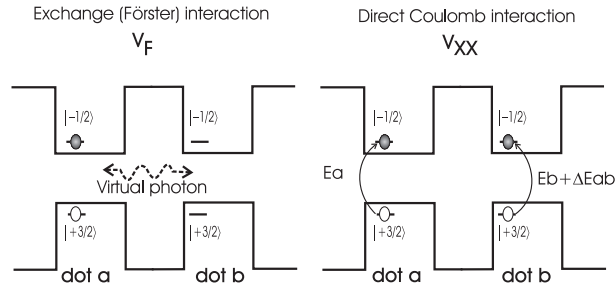 Exchange (Förster) interaction
V_F
|−1/2⟩ |−1/2⟩
Virtual photon
|+3/2⟩ |+3/2⟩
dot a dot b
Direct Coulomb interaction
V_XX
|−1/2⟩ |−1/2⟩
Ea Eb+ΔEab
|+3/2⟩ |+3/2⟩
dot a dot b